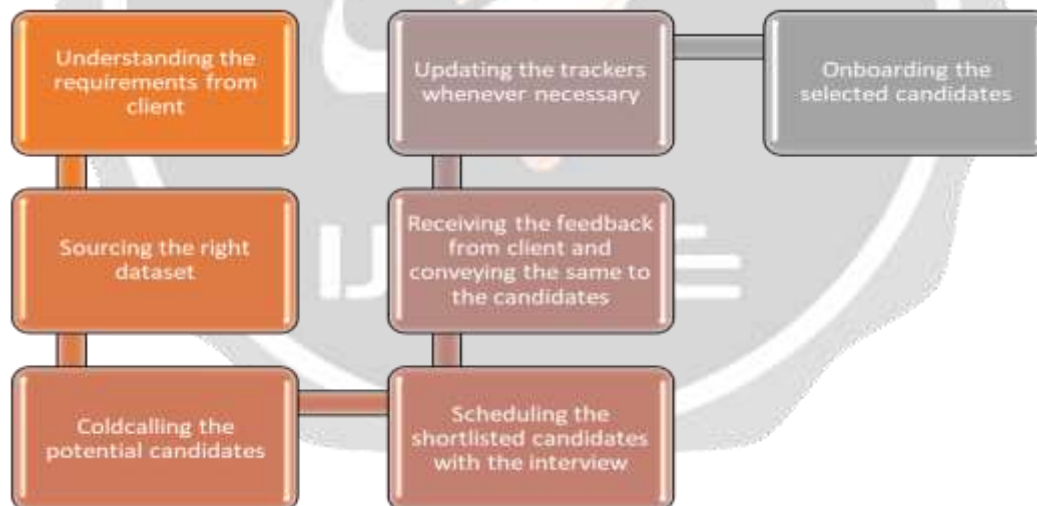 Understanding the
requirements from
client
Sourcing the right
dataset
Coldcalling the
potential candidates
Scheduling the
shortlisted candidates
with the interview
Receiving the feedback
from client and
conveying the same to
the candidates
Updating the trackers
whenever necessary
Onboarding the
selected candidates